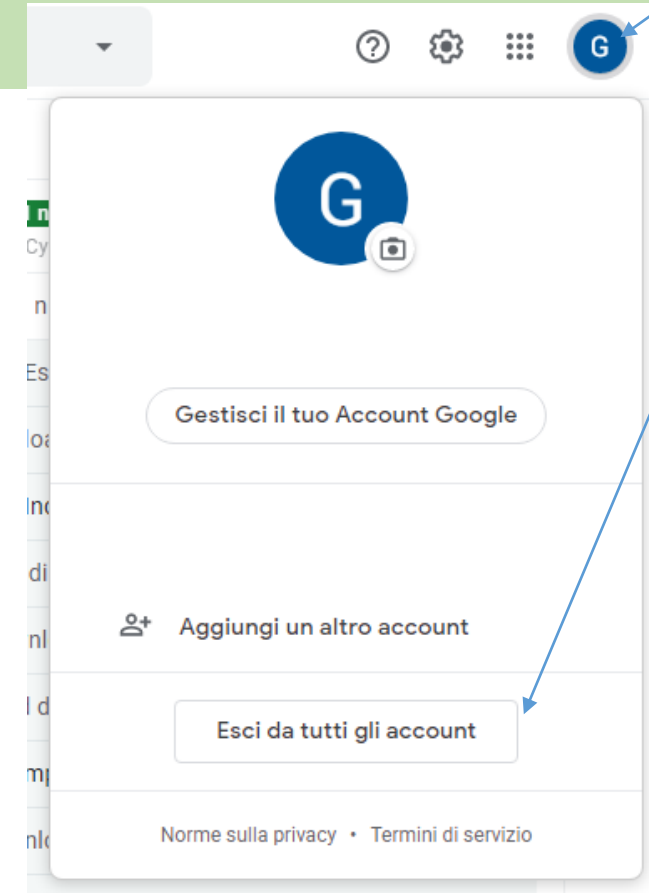 G
G
Gestisci il tuo Account Google
Aggiungi un altro account
Esci da tutti gli account
Norme sulla privacy • Termini di servizio